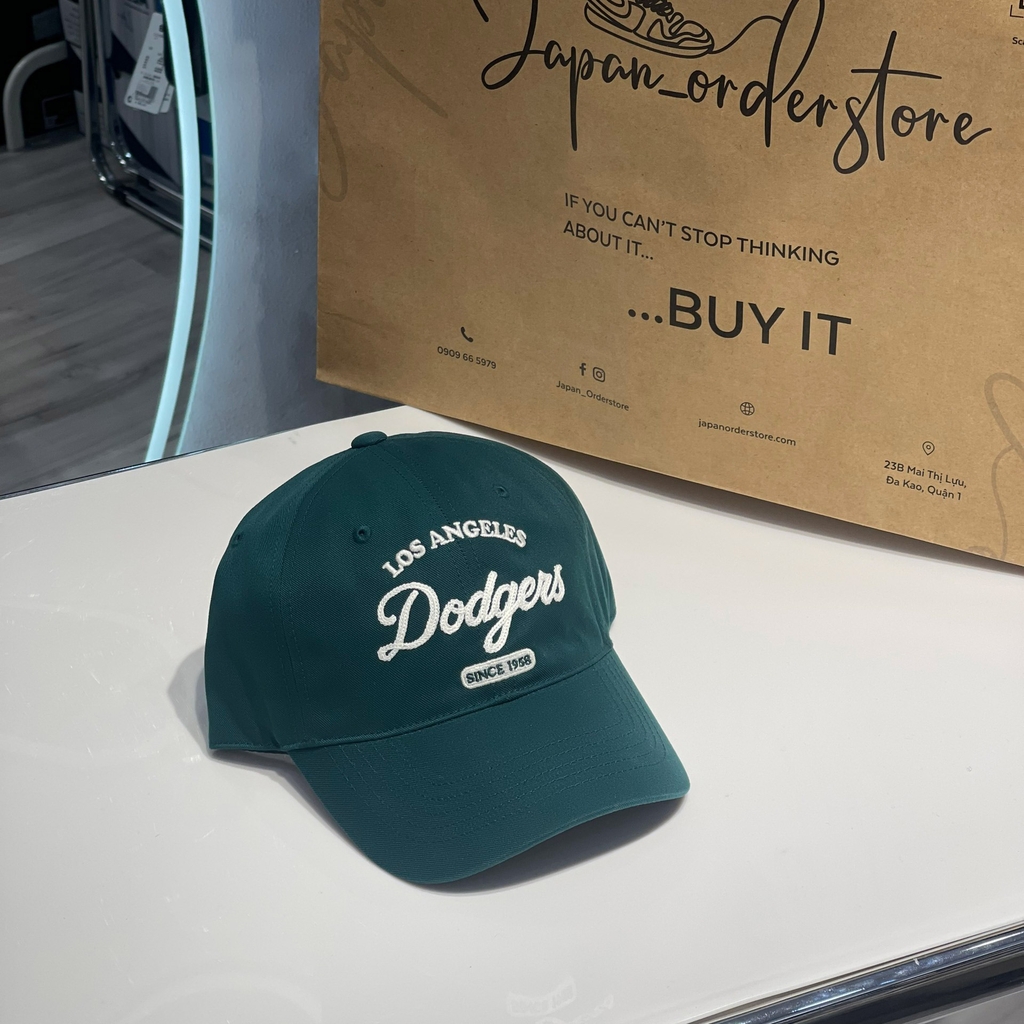 Japan_orderstore
IF YOU CAN'T STOP THINKING
ABOUT IT...
...BUY IT
0909 66 5979
Japan_Orderstore
japanorderstore.com
23B Mai Thị Lựu,
Đa Kao, Quận 1
LOS ANGELES
Dodgers
SINCE 1958